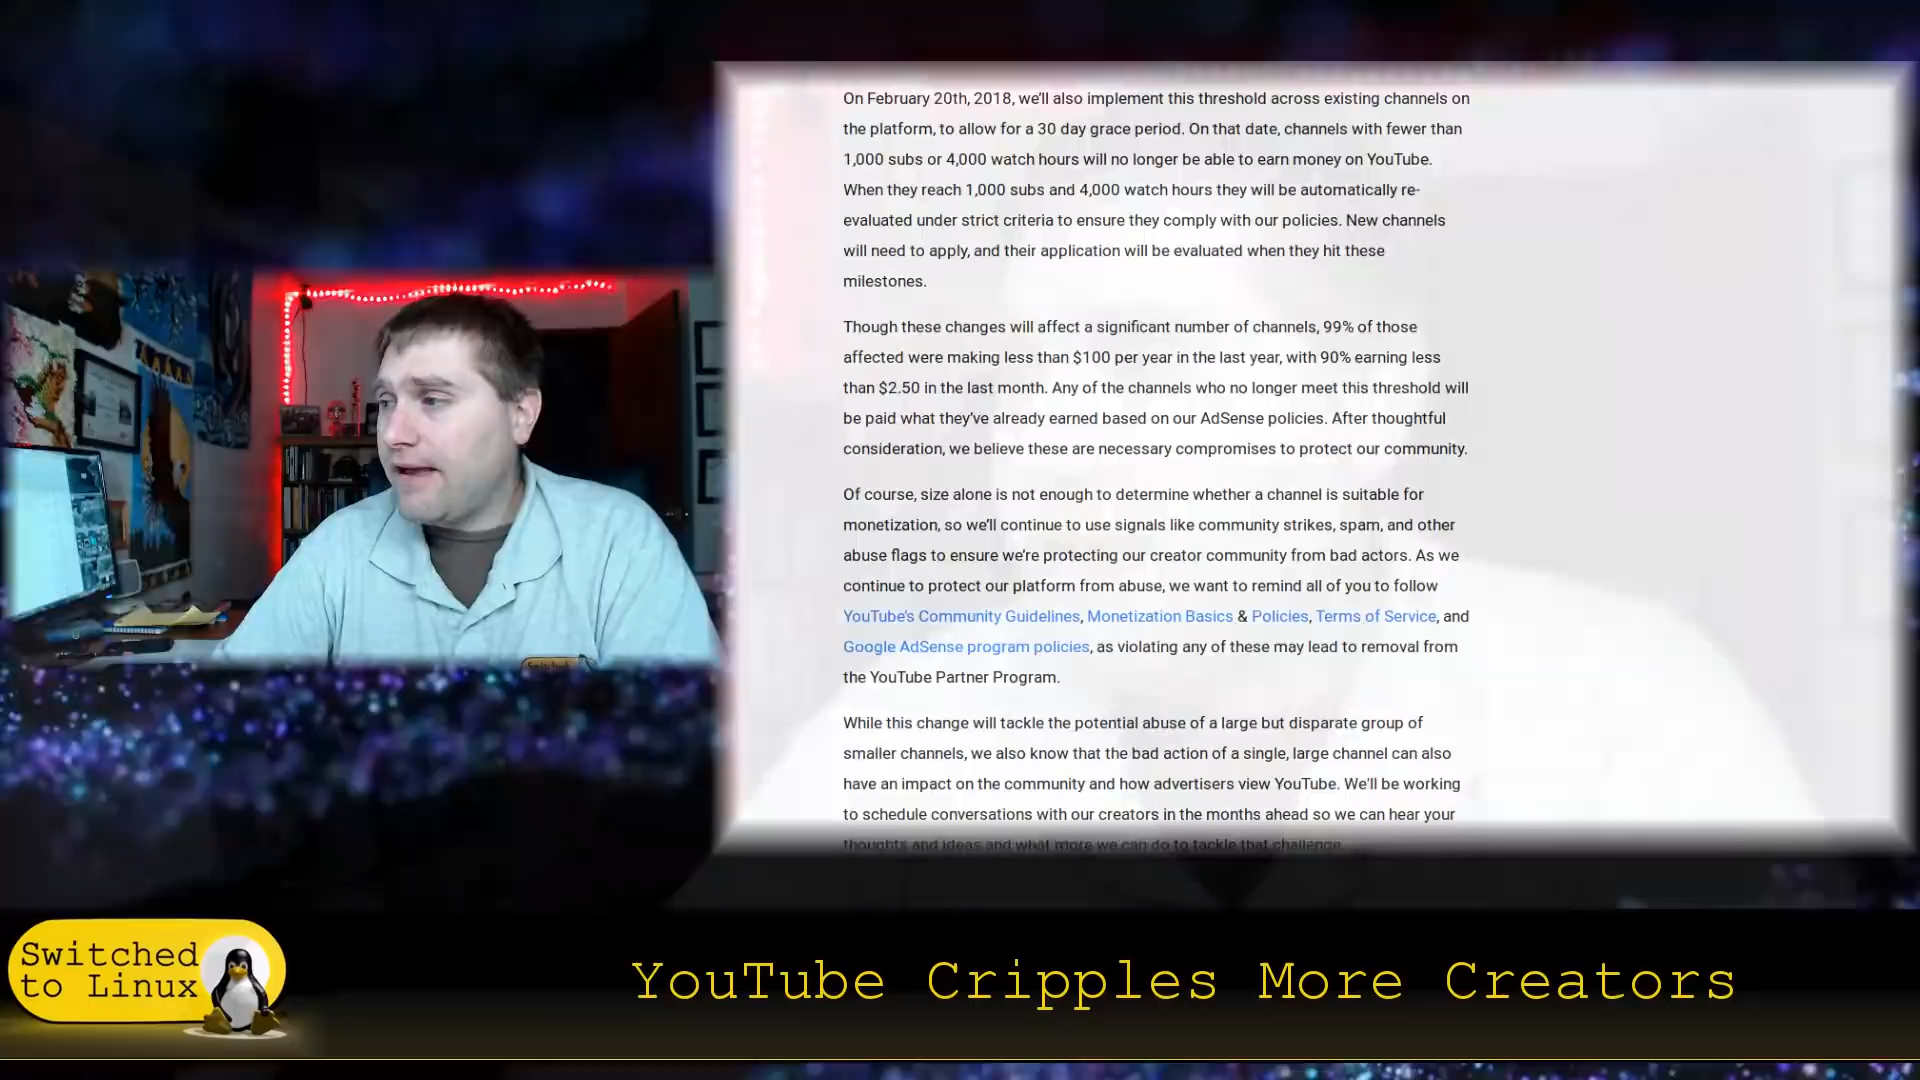 On February 20th, 2018, we'll also implement this threshold across existing channels on
the platform, to allow for a 30 day grace period. On that date, channels with fewer than
1,000 subs or 4,000 watch hours will no longer be able to earn money on YouTube.
When they reach 1,000 subs and 4,000 watch hours they will be automatically re-
evaluated under strict criteria to ensure they comply with our policies. New channels
will need to apply, and their application will be evaluated when they hit these
milestones.
Though these changes will affect a significant number of channels, 99% of those
affected were making less than $100 per year in the last year, with 90% earning less
than $2.50 in the last month. Any of the channels who no longer meet this threshold will
be paid what they've already earned based on our AdSense policies. After thoughtful
consideration, we believe these are necessary compromises to protect our community.
Of course, size alone is not enough to determine whether a channel is suitable for
monetization, so we'll continue to use signals like community strikes, spam, and other
abuse flags to ensure we're protecting our creator community from bad actors. As we
continue to protect our platform from abuse, we want to remind all of you to follow
YouTube's Community Guidelines, Monetization Basics & Policies, Terms of Service, and
Google AdSense program policies, as violating any of these may lead to removal from
the YouTube Partner Program.
While this change will tackle the potential abuse of a large but disparate group of
smaller channels, we also know that the bad action of a single, large channel can also
have an impact on the community and how advertisers view YouTube. We'll be working
to schedule conversations with our creators in the months ahead so we can hear your
thoughts and ideas and what more we can do to tackle that challenge.
Switched
to Linux
YouTube Cripples More Creators